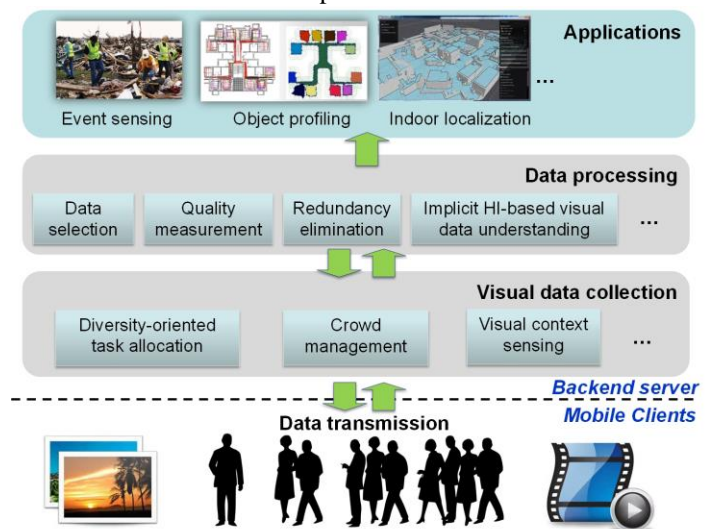 Applications
...
Event sensing
Object profiling
Indoor localization
Data processing
Data
selection
Quality
measurement
Redundancy
elimination
Implicit HI-based visual
data understanding
...
Visual data collection
Diversity-oriented
task allocation
Crowd
management
Visual context
sensing
...
Backend server
Data transmission
Mobile Clients